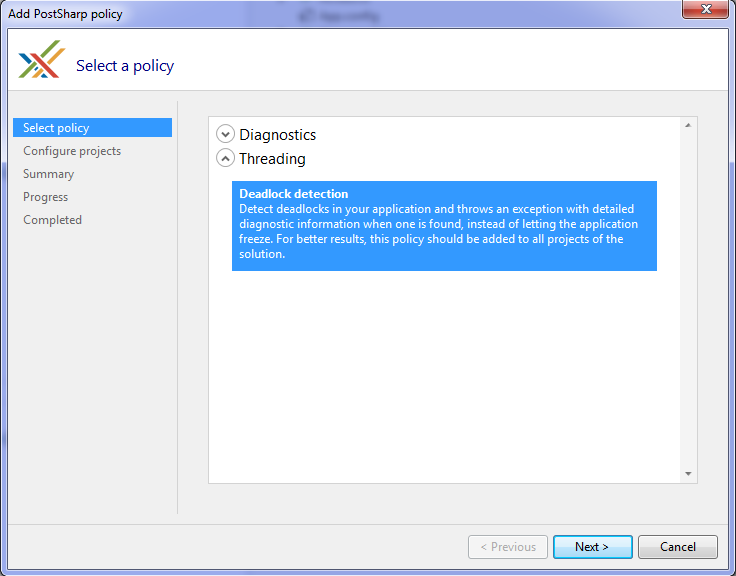 Add PostSharp policy
App.config
Select a policy
Select policy
Configure projects
Summary
Progress
Completed
Diagnostics
Threading
Deadlock detection
Detect deadlocks in your application and throws an exception with detailed
diagnostic information when one is found, instead of letting the application
freeze. For better results, this policy should be added to all projects of the
solution.
< Previous
Next >
Cancel